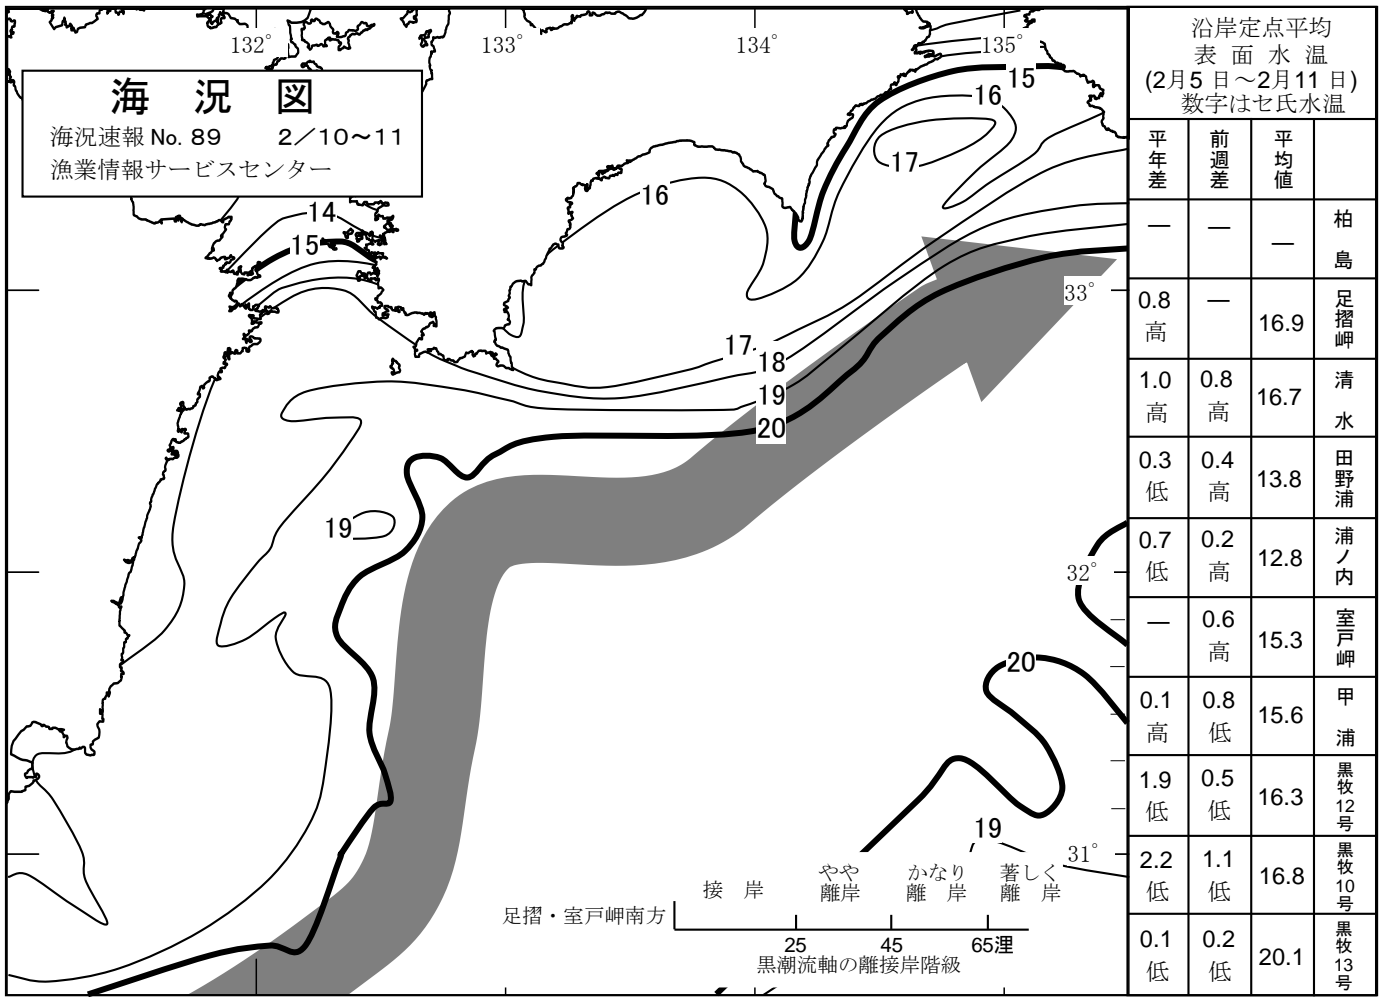 海 況 図
海況速報 No. 89 2／10～11
漁業情報サービスセンター
132°
133°
134°
135°
15
16
17
16
14
15
33°
17
18
19
20
19
32°
20
19
31°
接 岸
やや
離岸
かなり
離 岸
著しく
離 岸
足摺・室戸岬南方
25 45 65浬
黒潮流軸の離接岸階級
沿岸定点平均
表 面 水 温
(2月5 日～2月11 日)
数字はセ氏水温
平年差 前週差 平均値
― ― ― 柏島
0.8高 ― 16.9 足摺岬
1.0高 0.8高 16.7 清水
0.3低 0.4高 13.8 田野浦
0.7低 0.2高 12.8 浦ノ内
― 0.6高 15.3 室戸岬
0.1高 0.8低 15.6 甲浦
1.9低 0.5低 16.3 黒牧12号
2.2低 1.1低 16.8 黒牧10号
0.1低 0.2低 20.1 黒牧13号